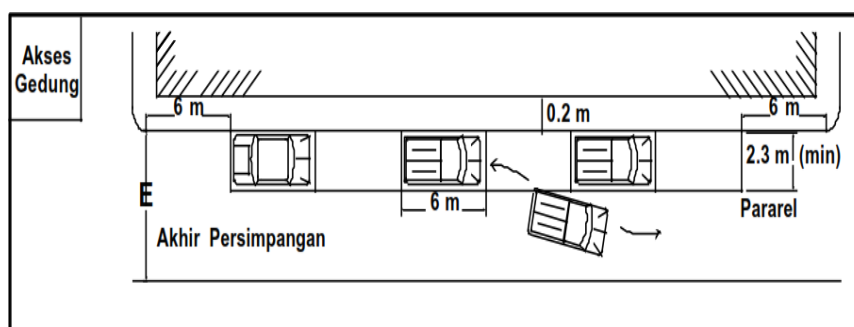 Akses
Gedung
6 m
0.2 m
6 m
2.3 m (min)
E
6 m
Pararel
Akhir Persimpangan